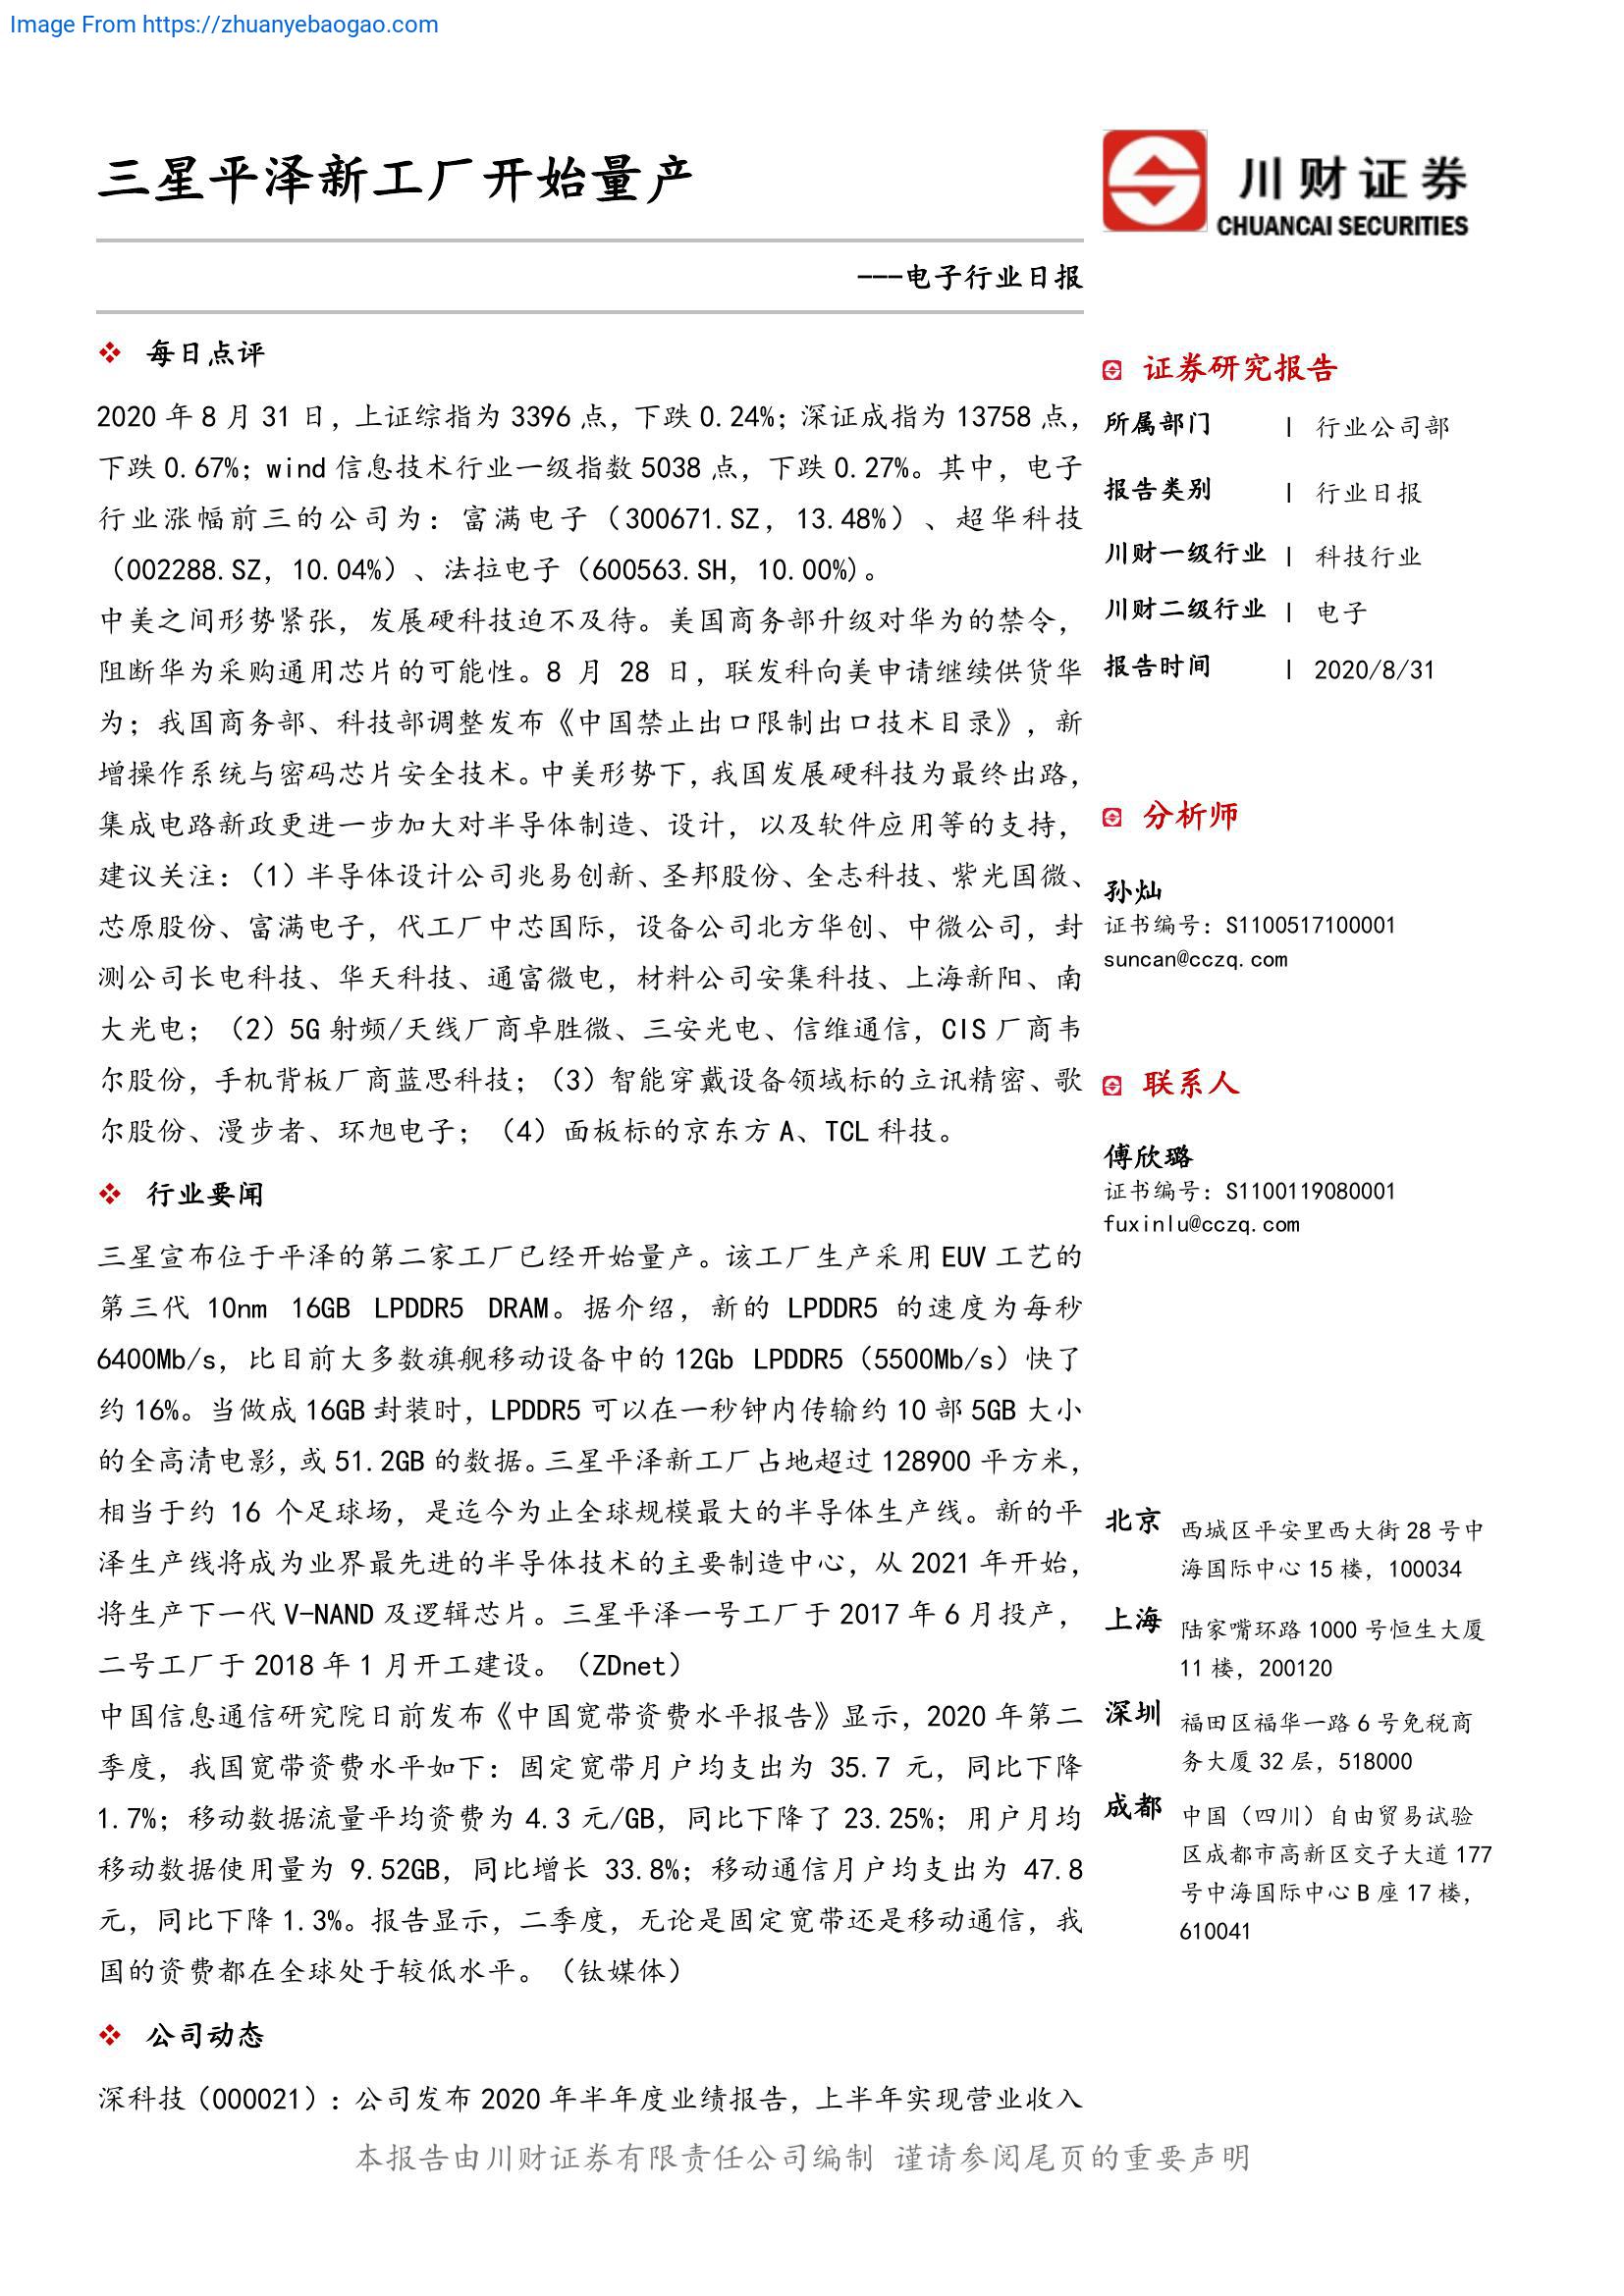 Image From https://zhuanyebaogao.com
三星平泽新工厂开始量产
川财证券
CHUANCAI SECURITIES
---电子行业日报
❖ 每日点评
2020 年 8 月 31 日，上证综指为 3396 点，下跌 0.24%；深证成指为 13758 点，
下跌 0.67%；wind 信息技术行业一级指数 5038 点，下跌 0.27%。其中，电子
行业涨幅前三的公司为：富满电子（300671.SZ，13.48%）、超华科技
（002288.SZ，10.04%）、法拉电子（600563.SH，10.00%）。
中美之间形势紧张，发展硬科技迫不及待。美国商务部升级对华为的禁令，
阻断华为采购通用芯片的可能性。8 月 28 日，联发科向美申请继续供货华
为；我国商务部、科技部调整发布《中国禁止出口限制出口技术目录》，新
增操作系统与密码芯片安全技术。中美形势下，我国发展硬科技为最终出路，
集成电路新政更进一步加大对半导体制造、设计，以及软件应用等的支持，
建议关注：（1）半导体设计公司兆易创新、圣邦股份、全志科技、紫光国微、
芯原股份、富满电子，代工厂中芯国际，设备公司北方华创、中微公司，封
测公司长电科技、华天科技、通富微电，材料公司安集科技、上海新阳、南
大光电；（2）5G 射频/天线厂商卓胜微、三安光电、信维通信，CIS 厂商韦
尔股份，手机背板厂商蓝思科技；（3）智能穿戴设备领域标的立讯精密、歌
尔股份、漫步者、环旭电子；（4）面板标的京东方 A、TCL 科技。
❖ 行业要闻
三星宣布位于平泽的第二家工厂已经开始量产。该工厂生产采用 EUV 工艺的
第三代 10nm 16GB LPDDR5 DRAM。据介绍，新的 LPDDR5 的速度为每秒
6400Mb/s，比目前大多数旗舰移动设备中的 12Gb LPDDR5（5500Mb/s）快了
约 16%。当做成 16GB 封装时，LPDDR5 可以在一秒钟内传输约 10 部 5GB 大小
的全高清电影，或 51.2GB 的数据。三星平泽新工厂占地超过 128900 平方米，
相当于约 16 个足球场，是迄今为止全球规模最大的半导体生产线。新的平
泽生产线将成为业界最先进的半导体技术的主要制造中心，从 2021 年开始，
将生产下一代 V-NAND 及逻辑芯片。三星平泽一号工厂于 2017 年 6 月投产，
二号工厂于 2018 年 1 月开工建设。（ZDnet）
中国信息通信研究院日前发布《中国宽带资费水平报告》显示，2020 年第二
季度，我国宽带资费水平如下：固定宽带月户均支出为 35.7 元，同比下降
1.7%；移动数据流量平均资费为 4.3 元/GB，同比下降了 23.25%；用户月均
移动数据使用量为 9.52GB，同比增长 33.8%；移动通信月户均支出为 47.8
元，同比下降 1.3%。报告显示，二季度，无论是固定宽带还是移动通信，我
国的资费都在全球处于较低水平。（钛媒体）
❖ 公司动态
深科技（000021）：公司发布 2020 年半年度业绩报告，上半年实现营业收入
证券研究报告
所属部门 | 行业公司部
报告类别 | 行业日报
川财一级行业 | 科技行业
川财二级行业 | 电子
报告时间 | 2020/8/31
分析师
孙灿
证书编号：S1100517100001
suncan@cczq.com
联系人
傅欣璐
证书编号：S1100119080001
fuxinlu@cczq.com
北京 西城区平安里西大街 28 号中
海国际中心 15 楼，100034
上海 陆家嘴环路 1000 号恒生大厦
11 楼，200120
深圳 福田区福华一路 6 号免税商
务大厦 32 层，518000
成都 中国（四川）自由贸易试验
区成都市高新区交子大道 177
号中海国际中心 B 座 17 楼，
610041
本报告由川财证券有限责任公司编制 谨请参阅尾页的重要声明